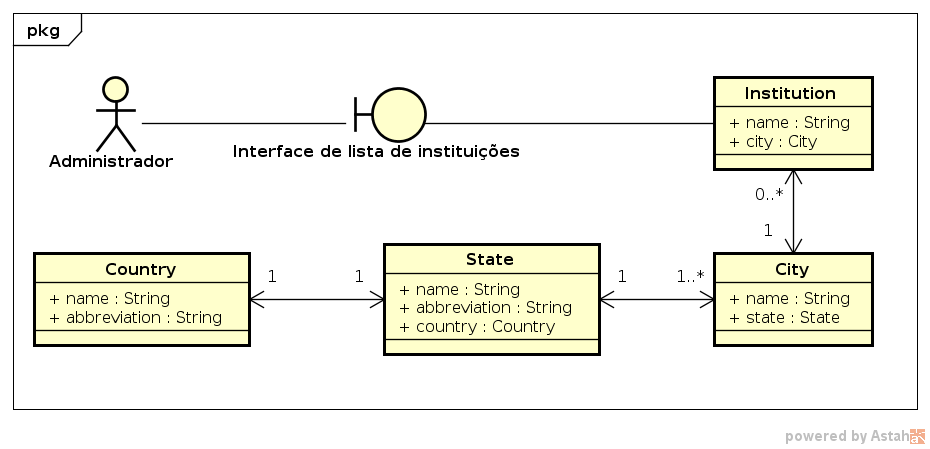 pkg
Administrador
Interface de lista de instituições
Institution
+ name : String
+ city : City
0..*
1
Country
+ name : String
+ abbreviation : String
1
1
State
+ name : String
+ abbreviation : String
+ country : Country
1
1..*
City
+ name : String
+ state : State
powered by Astah